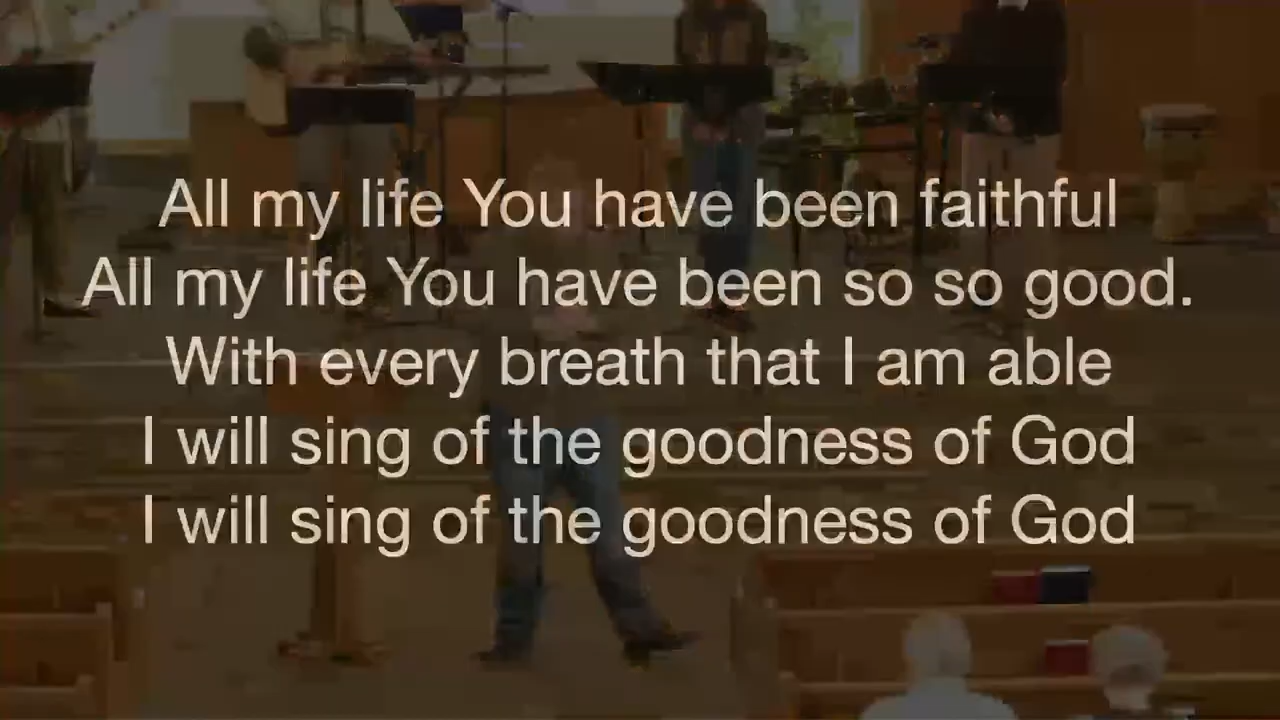 All my life You have been faithful
All my life You have been so so good.
With every breath that I am able
I will sing of the goodness of God
I will sing of the goodness of God